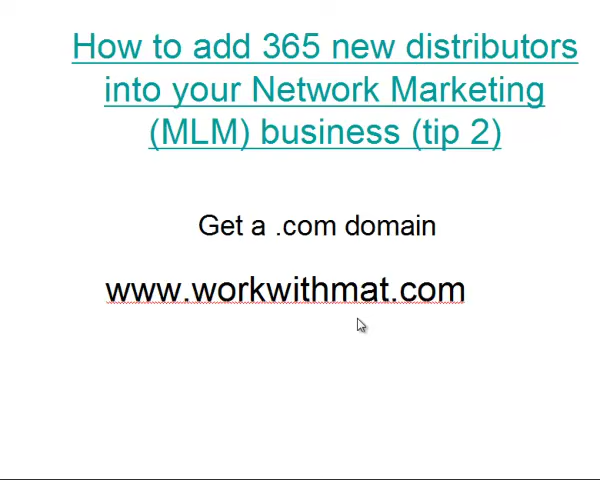 How to add 365 new distributors
into your Network Marketing
(MLM) business (tip 2)
Get a .com domain
www.workwithmat.com